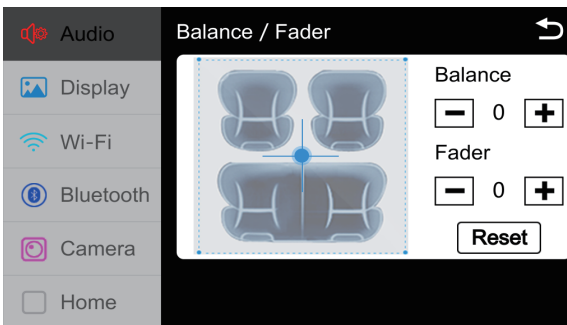 Audio
Balance / Fader
Display
Wi-Fi
Bluetooth
Camera
Home
Balance
0
Fader
0
Reset